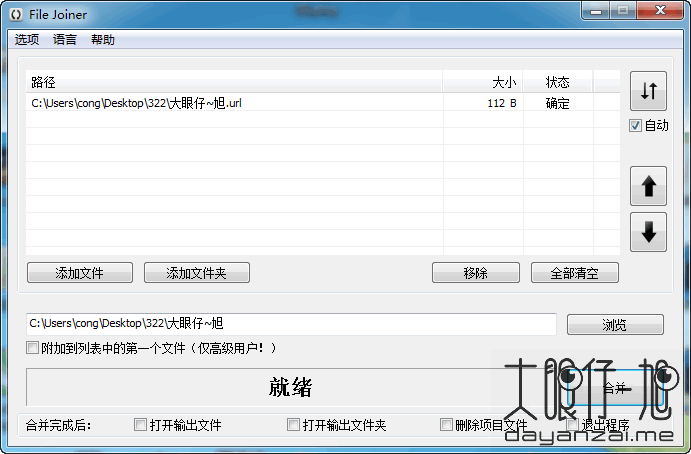 File Joiner
选项 语言 帮助
路径 大小 状态
C:\Users\cong\Desktop\322\大眼仔~旭.url 112 B 确定
自动
添加文件 添加文件夹 移除 全部清空
C:\Users\cong\Desktop\322\大眼仔~旭 浏览
附加到列表中的第一个文件（仅高级用户！）
就绪 合并
大眼仔~旭
合并完成后： 打开输出文件 打开输出文件夹 删除项目文件 退出程序
dayanzai.me